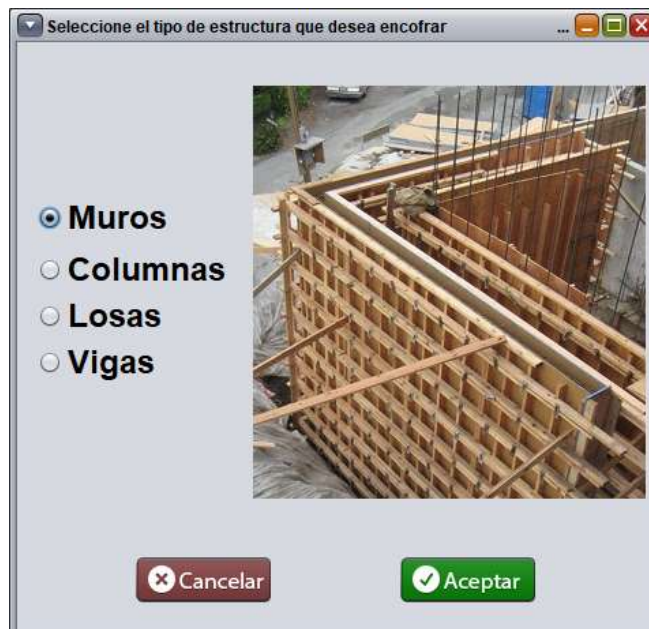 Seleccione el tipo de estructura que desea encofrar ...
Muros
Columnas
Losas
Vigas
Cancelar Aceptar